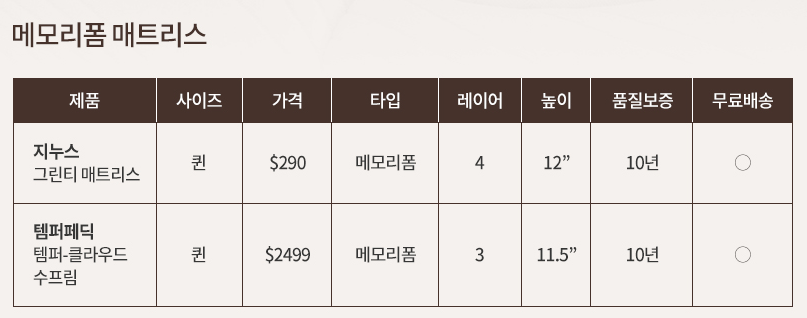 메모리폼 매트리스
제품 사이즈 가격 타입 레이어 높이 품질보증 무료배송
지누스
그린티 매트리스 퀸 $290 메모리폼 4 12” 10년 ○
템퍼페딕
템퍼-클라우드 퀸 $2499 메모리폼 3 11.5” 10년 ○
수프림